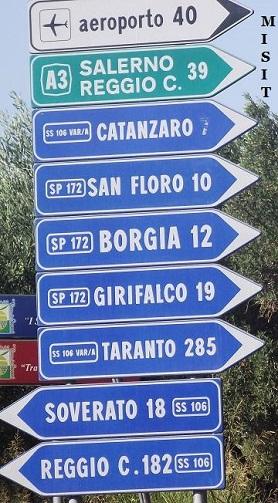 aeroporto 40
A3 SALERNO
REGGIO C. 39
SS 106 VAR/A CATANZARO
SP 172 SAN FLORO 10
SP 172 BORGIA 12
SP 172 GIRIFALCO 19
SS 106 VAR/A TARANTO 285
SOVERATO 18 SS 106
REGGIO C. 182 SS 106
MISIT